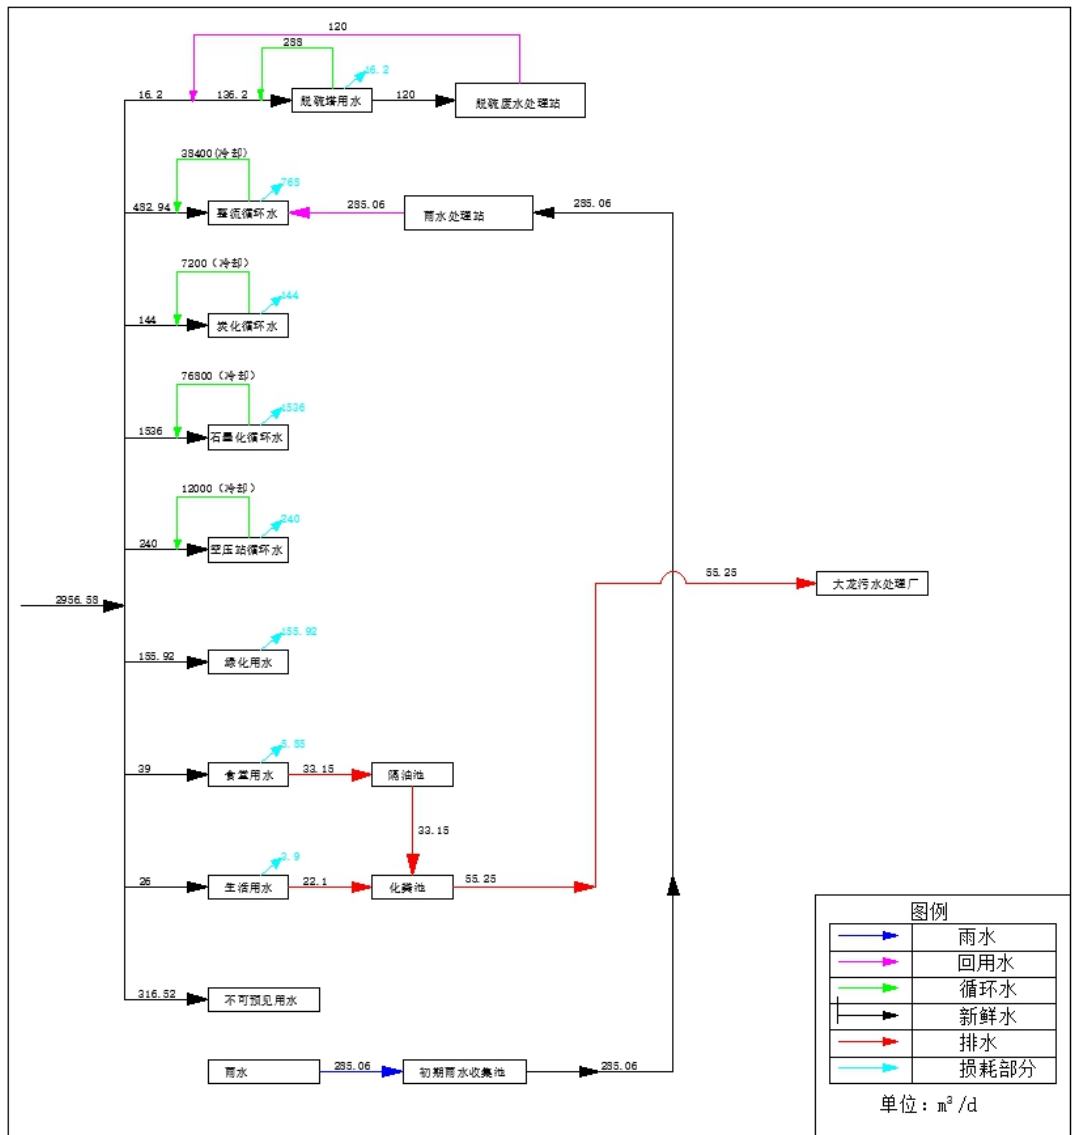 120
288
16.2
16.2
136.2
脱硫塔用水
120
脱硫废水处理站
38400(冷却)
768
482.94
整流循环水
285.06
雨水处理站
285.06
7200（冷却）
144
144
炭化循环水
76800（冷却）
1536
1536
石墨化循环水
12000（冷却）
240
240
空压站循环水
55.25
大龙污水处理厂
2956.58
155.92
155.92
绿化用水
5.85
39
食堂用水
33.15
隔油池
33.15
3.9
26
生活用水
22.1
化粪池
55.25
316.52
不可预见用水
雨水
285.06
初期雨水收集池
285.06
图例
雨水
回用水
循环水
新鲜水
排水
损耗部分
单位：m³/d